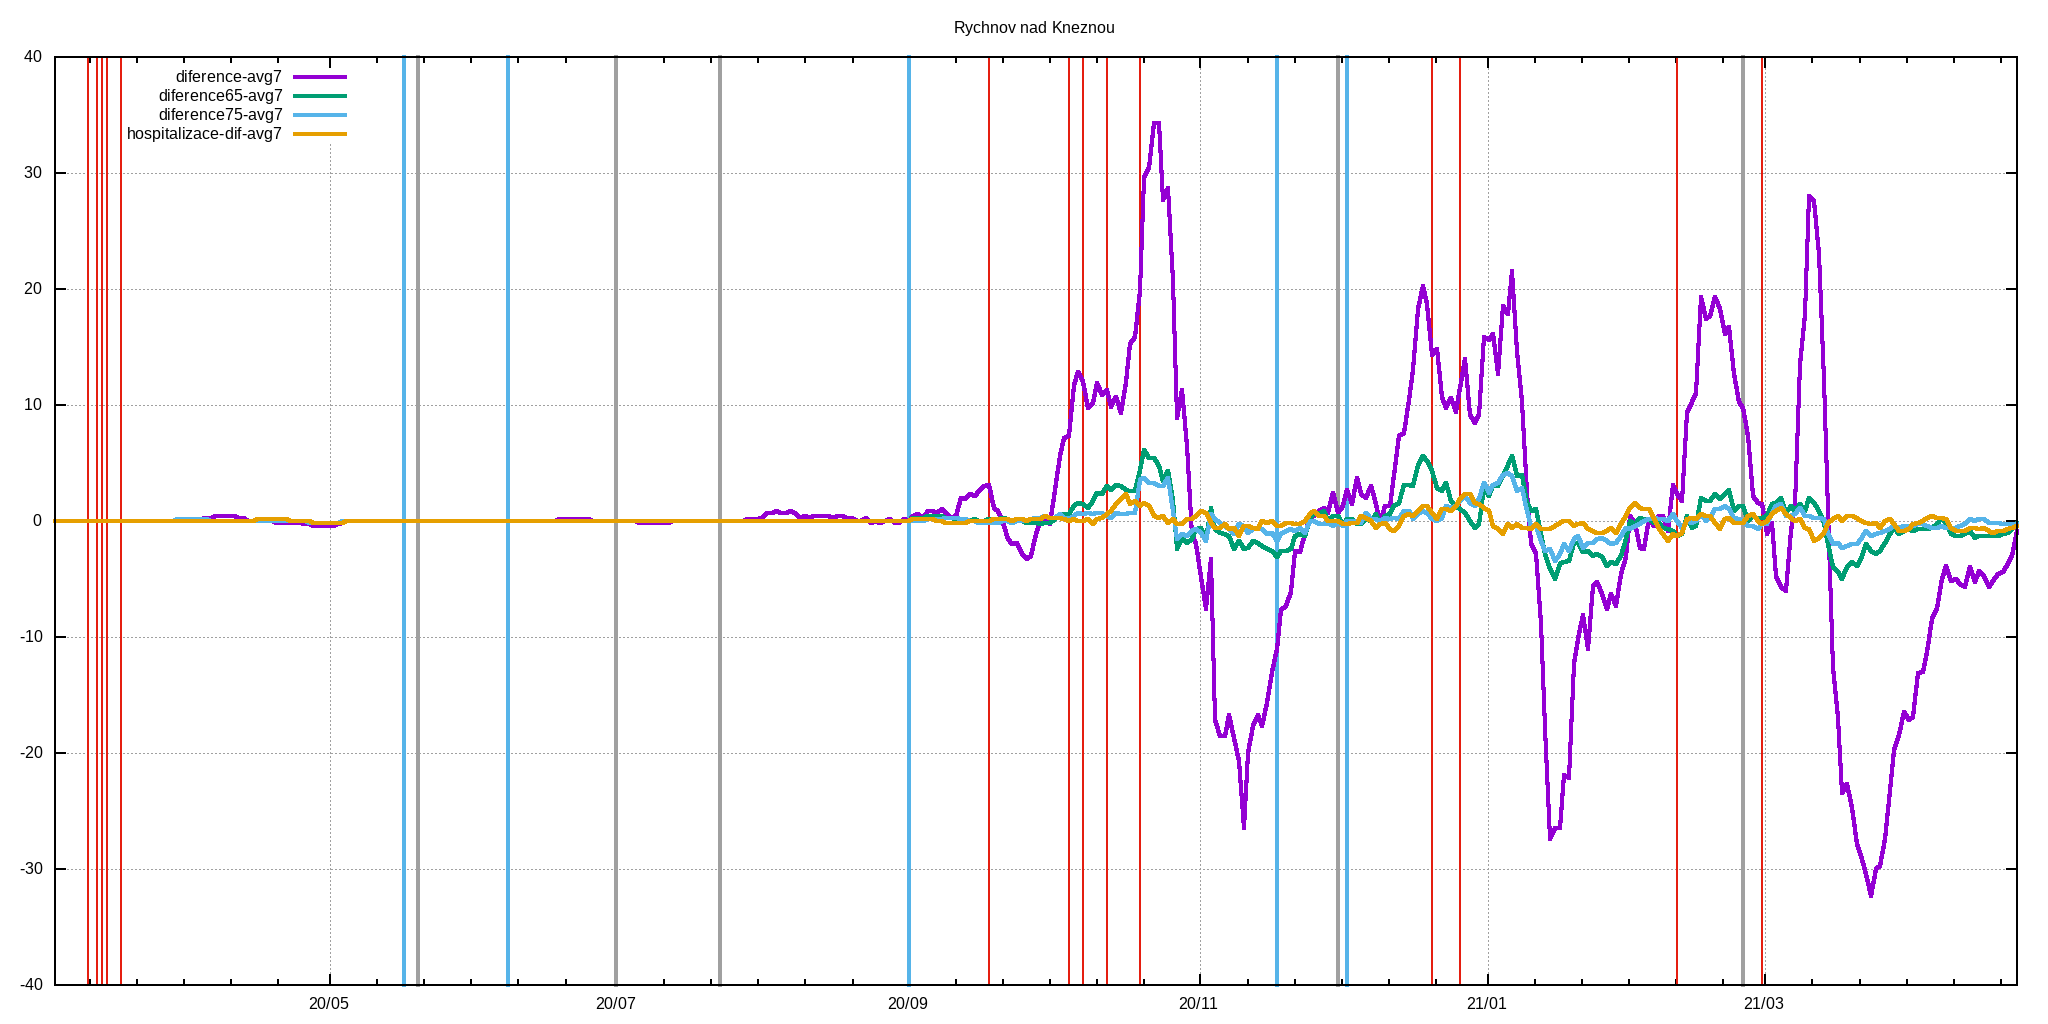 Rychnov nad Kneznou
diference-avg7
diference65-avg7
diference75-avg7
hospitalizace-dif-avg7
40
30
20
10
0
-10
-20
-30
-40
20/05 20/07 20/09 20/11 21/01 21/03